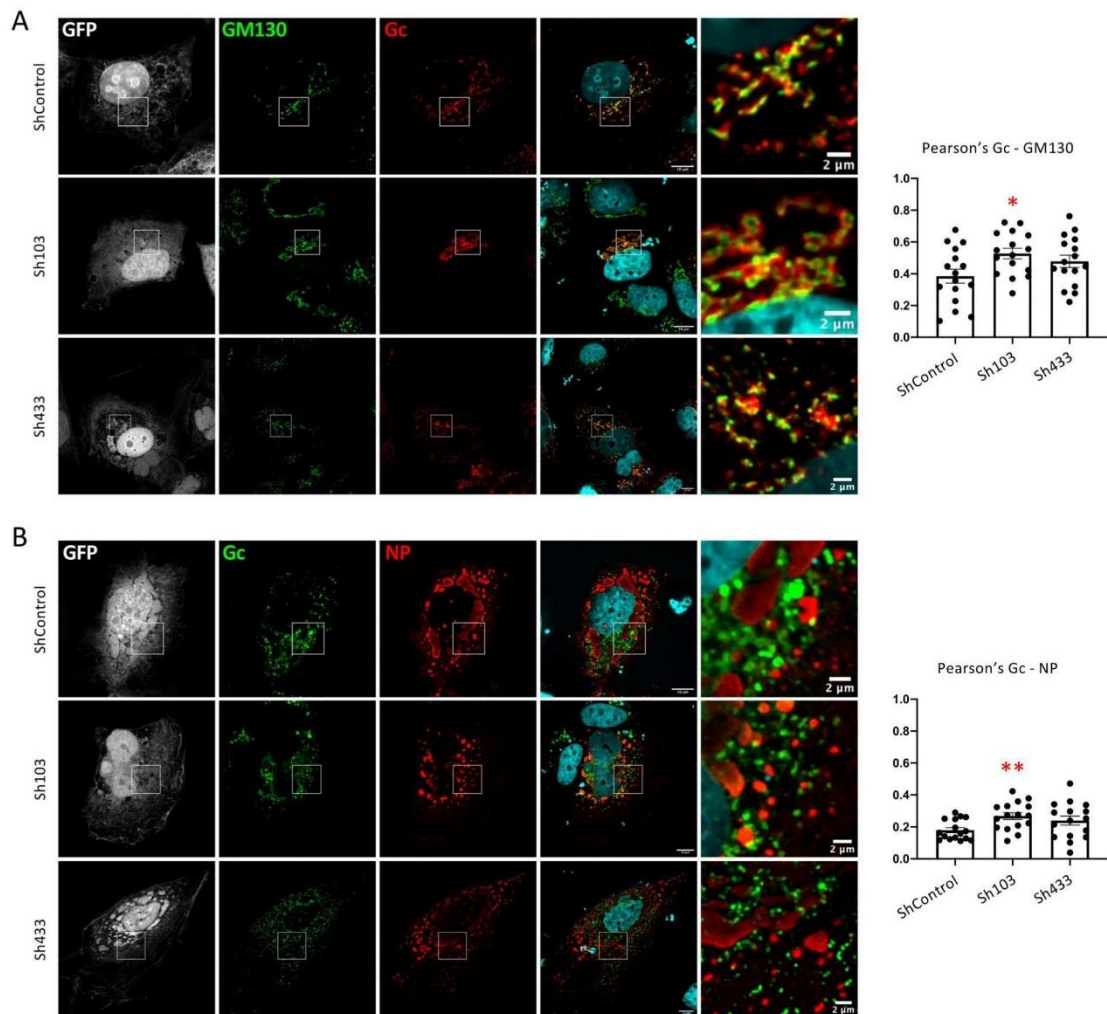 A
GFP
GM130
Gc
ShControl
2 µm
Sh103
2 µm
Sh433
2 µm
Pearson's Gc - GM130
1.0
0.8
0.6
0.4
0.2
0.0
*
ShControl
Sh103
Sh433
B
GFP
Gc
NP
ShControl
2 µm
Sh103
2 µm
Sh433
2 µm
Pearson's Gc - NP
1.0
0.8
0.6
0.4
0.2
0.0
**
ShControl
Sh103
Sh433